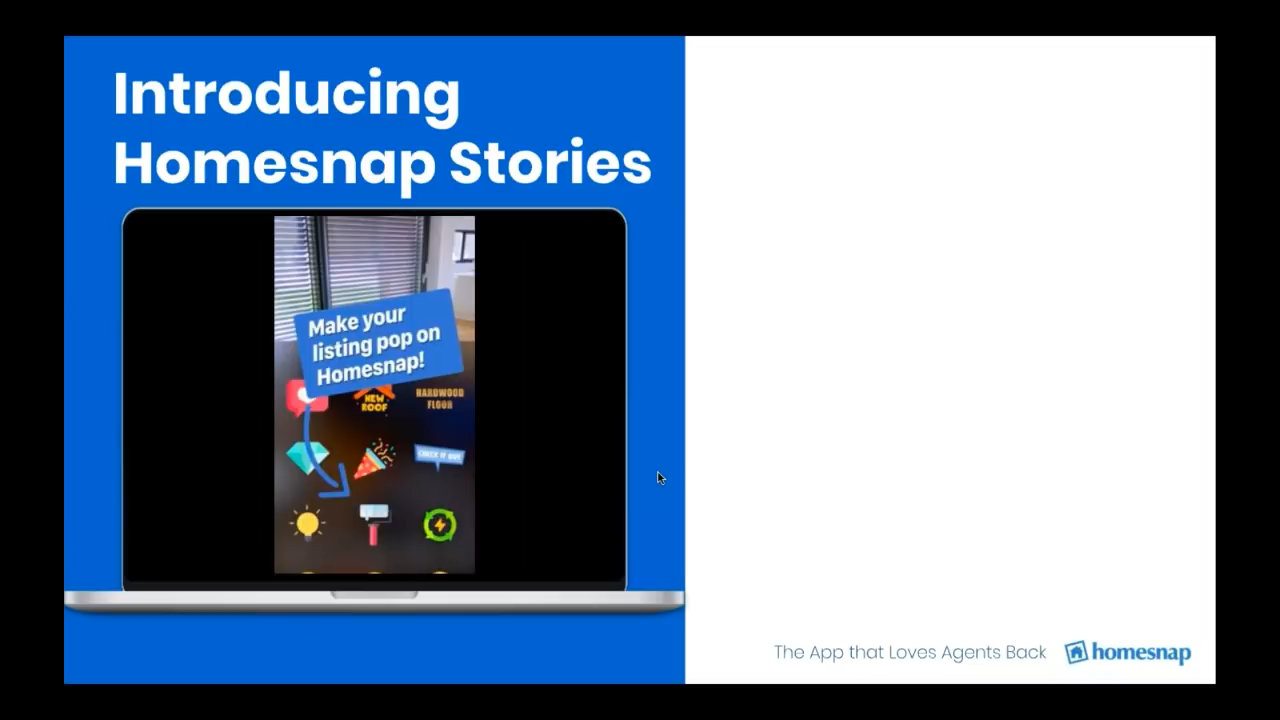 Introducing
Homesnap Stories
Make your
listing pop on
Homesnap!
NEW
ROOF
HARDWOOD
FLOOR
CHECK IT OUT
The App that Loves Agents Back
homesnap